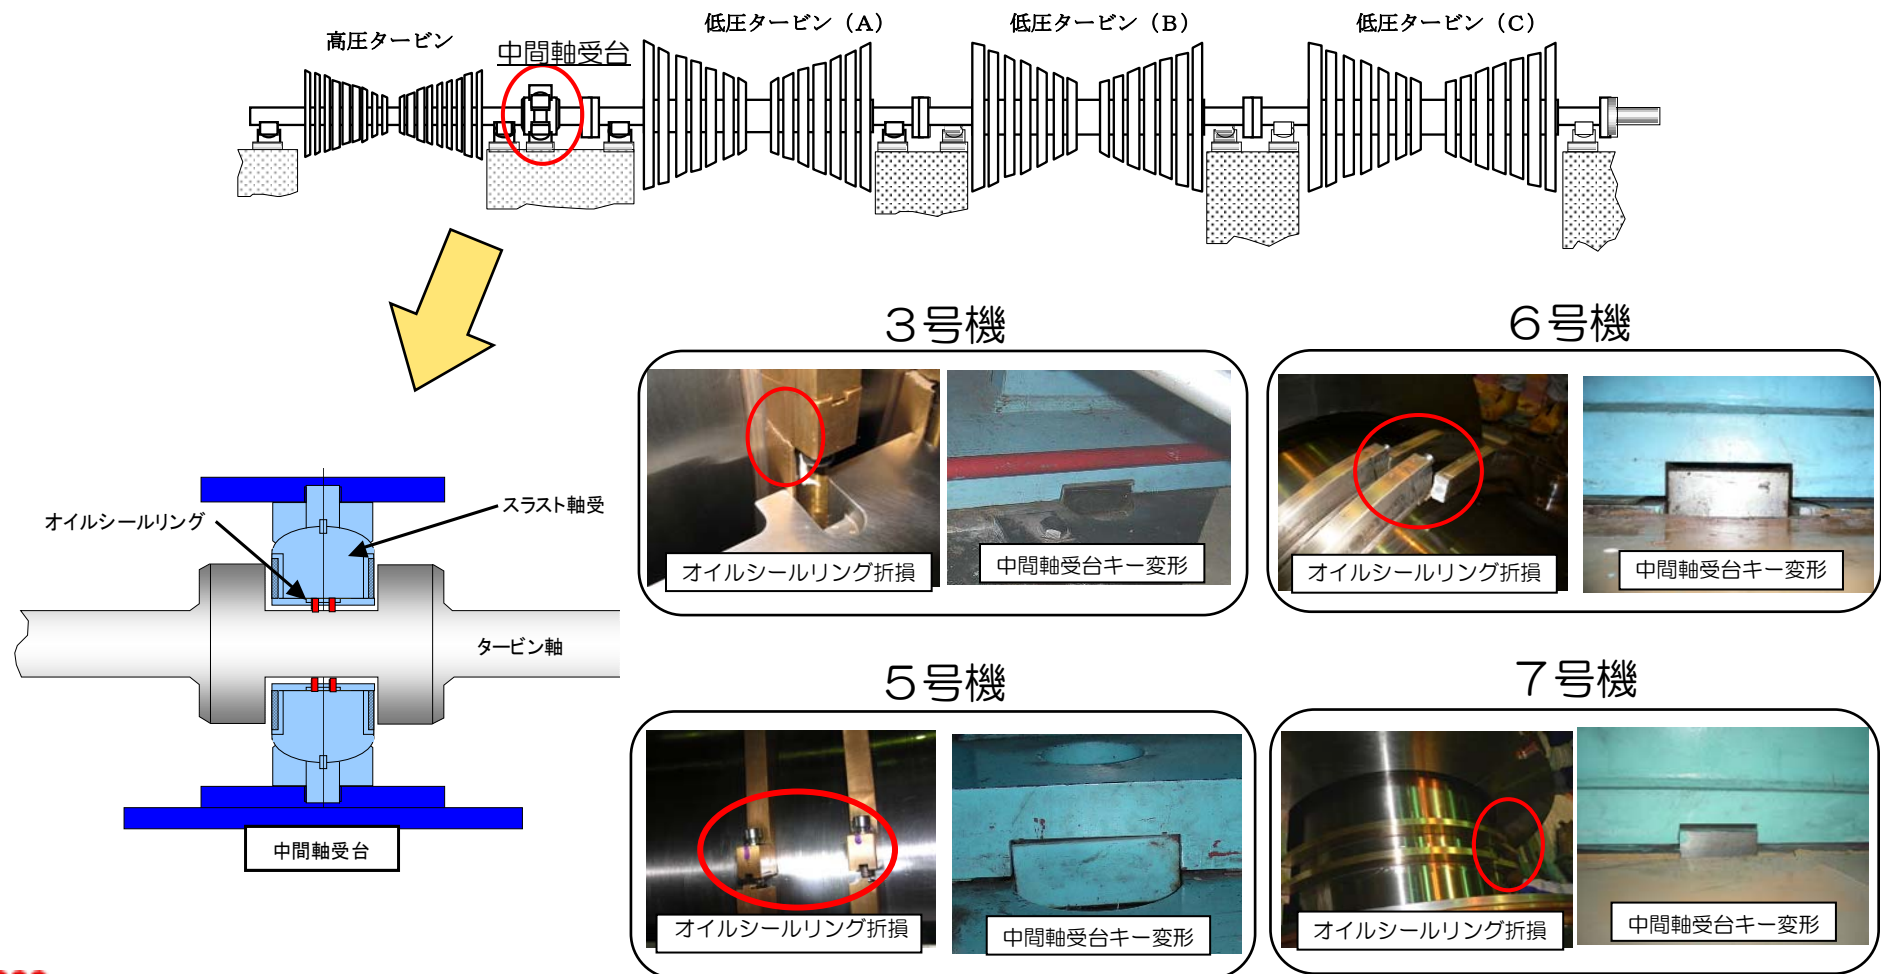 高圧タービン
中間軸受台
低圧タービン（A）
低圧タービン（B）
低圧タービン（C）
オイルシールリング
スラスト軸受
タービン軸
中間軸受台
３号機
オイルシールリング折損
中間軸受台キー変形
６号機
オイルシールリング折損
中間軸受台キー変形
５号機
オイルシールリング折損
中間軸受台キー変形
７号機
オイルシールリング折損
中間軸受台キー変形